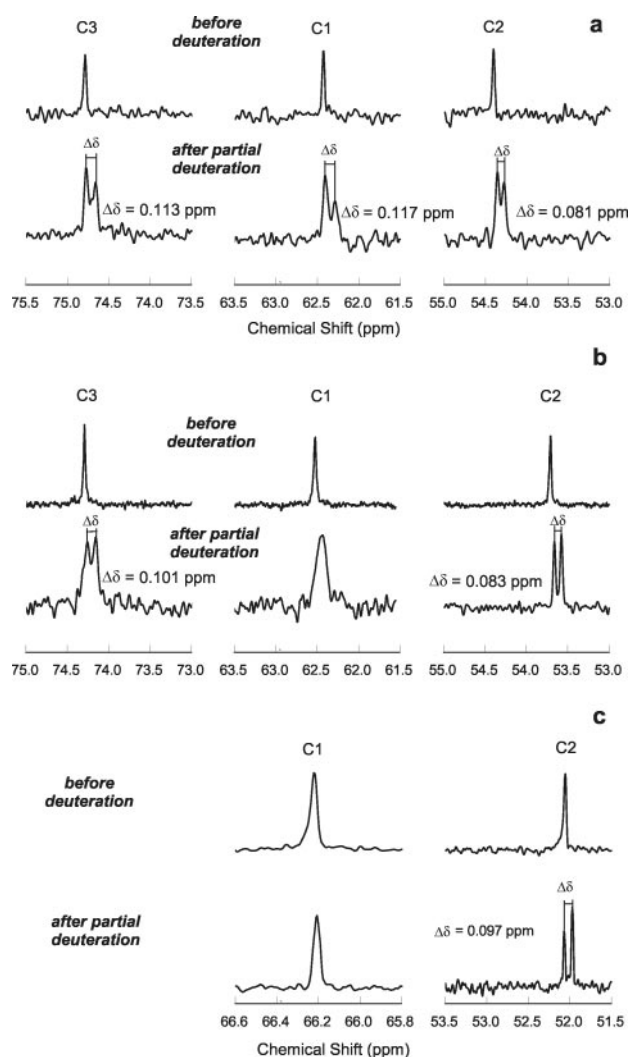 a
before
deuteration
C3 C1 C2
after partial
deuteration
Δδ Δδ Δδ
Δδ = 0.113 ppm Δδ = 0.117 ppm Δδ = 0.081 ppm
75.5 75.0 74.5 74.0 73.5 63.5 63.0 62.5 62.0 61.5 55.0 54.5 54.0 53.5 53.0
Chemical Shift (ppm)
b
C3 C1 C2
before
deuteration
after partial
deuteration
Δδ Δδ
Δδ = 0.101 ppm Δδ = 0.083 ppm
75.0 74.5 74.0 73.5 73.0 63.5 63.0 62.5 62.0 61.5 55.0 54.5 54.0 53.5 53.0
c
C1 C2
before
deuteration
after partial
deuteration
Δδ
Δδ = 0.097 ppm
66.6 66.4 66.2 66.0 65.8 53.5 53.0 52.5 52.0 51.5
Chemical Shift (ppm)